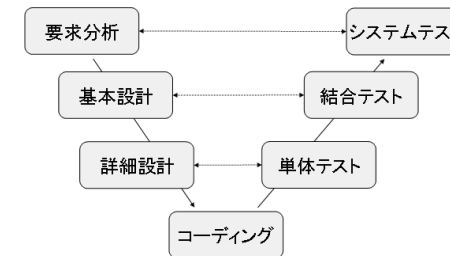 要求分析
システムテス
基本設計
結合テスト
詳細設計
単体テスト
コーディング